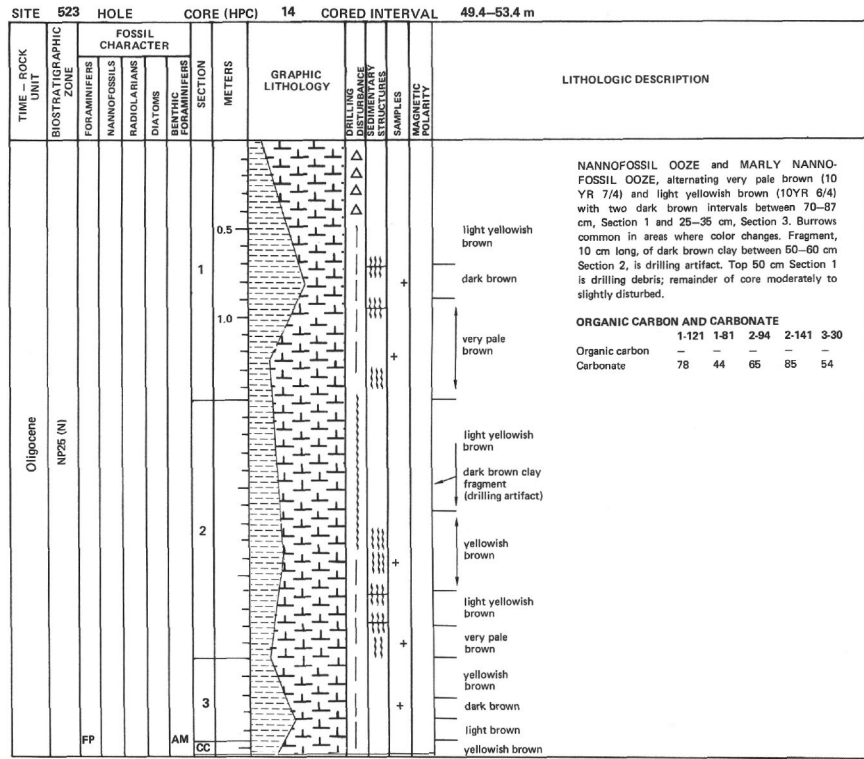 SITE 523 HOLE CORE (HPC) 14 CORED INTERVAL 49.4–53.4 m
TIME – ROCK UNIT
BIOSTRATIGRAPHIC ZONE
FOSSIL CHARACTER
FORAMINIFERS
NANNOFOSSILS
RADIOLARIANS
DIATOMS
BENTHIC FORAMINIFERS
SECTION
METERS
GRAPHIC LITHOLOGY
DRILLING DISTURBANCE
SEDIMENTARY STRUCTURES
SAMPLES
MAGNETIC POLARITY
LITHOLOGIC DESCRIPTION
Oligocene
NP25 (N)
FP
AM
1
2
3
CC
0.5
1.0
light yellowish
brown
dark brown
very pale
brown
light yellowish
brown
dark brown clay
fragment
(drilling artifact)
yellowish
brown
light yellowish
brown
very pale
brown
yellowish
brown
dark brown
light brown
yellowish brown
NANNOFOSSIL OOZE and MARLY NANNO-
FOSSIL OOZE, alternating very pale brown (10
YR 7/4) and light yellowish brown (10YR 6/4)
with two dark brown intervals between 70–87
cm, Section 1 and 25–35 cm, Section 3. Burrows
common in areas where color changes. Fragment,
10 cm long, of dark brown clay between 50–60 cm
Section 2, is drilling artifact. Top 50 cm Section 1
is drilling debris; remainder of core moderately to
slightly disturbed.
ORGANIC CARBON AND CARBONATE
1-121 1-81 2-94 2-141 3-30
Organic carbon – – – – –
Carbonate 78 44 65 85 54